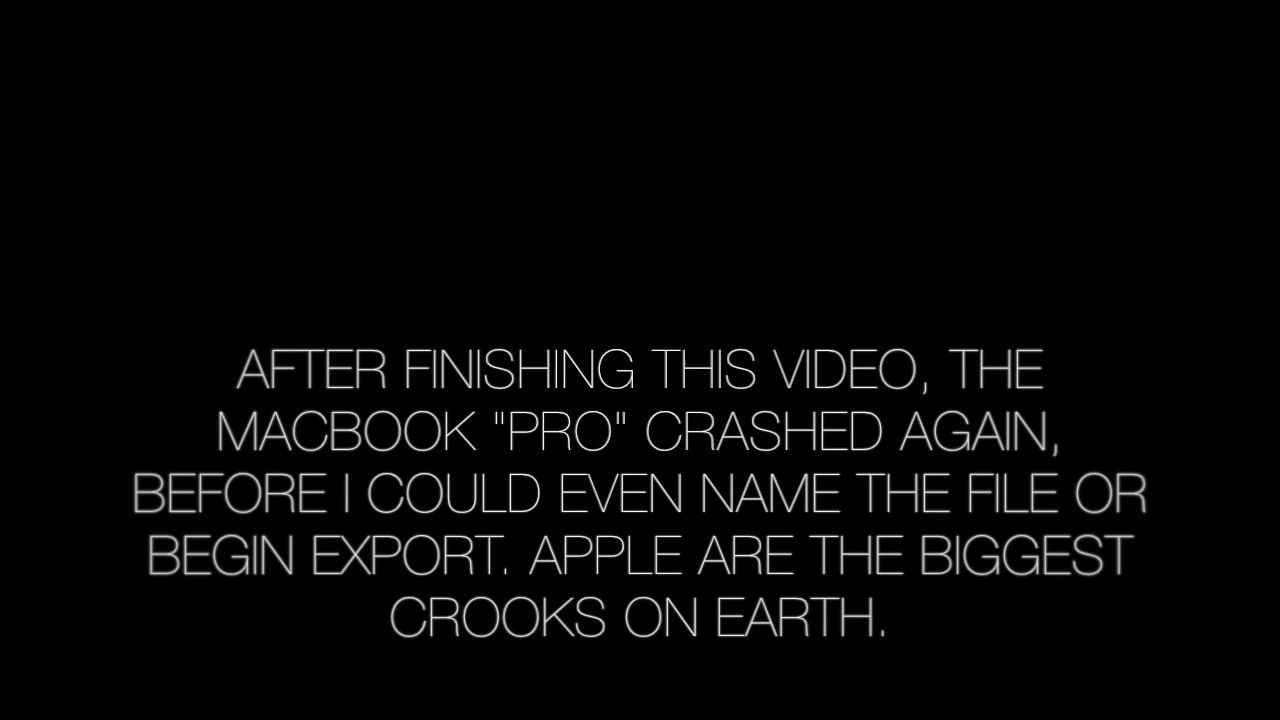 AFTER FINISHING THIS VIDEO, THE
MACBOOK "PRO" CRASHED AGAIN,
BEFORE I COULD EVEN NAME THE FILE OR
BEGIN EXPORT. APPLE ARE THE BIGGEST
CROOKS ON EARTH.